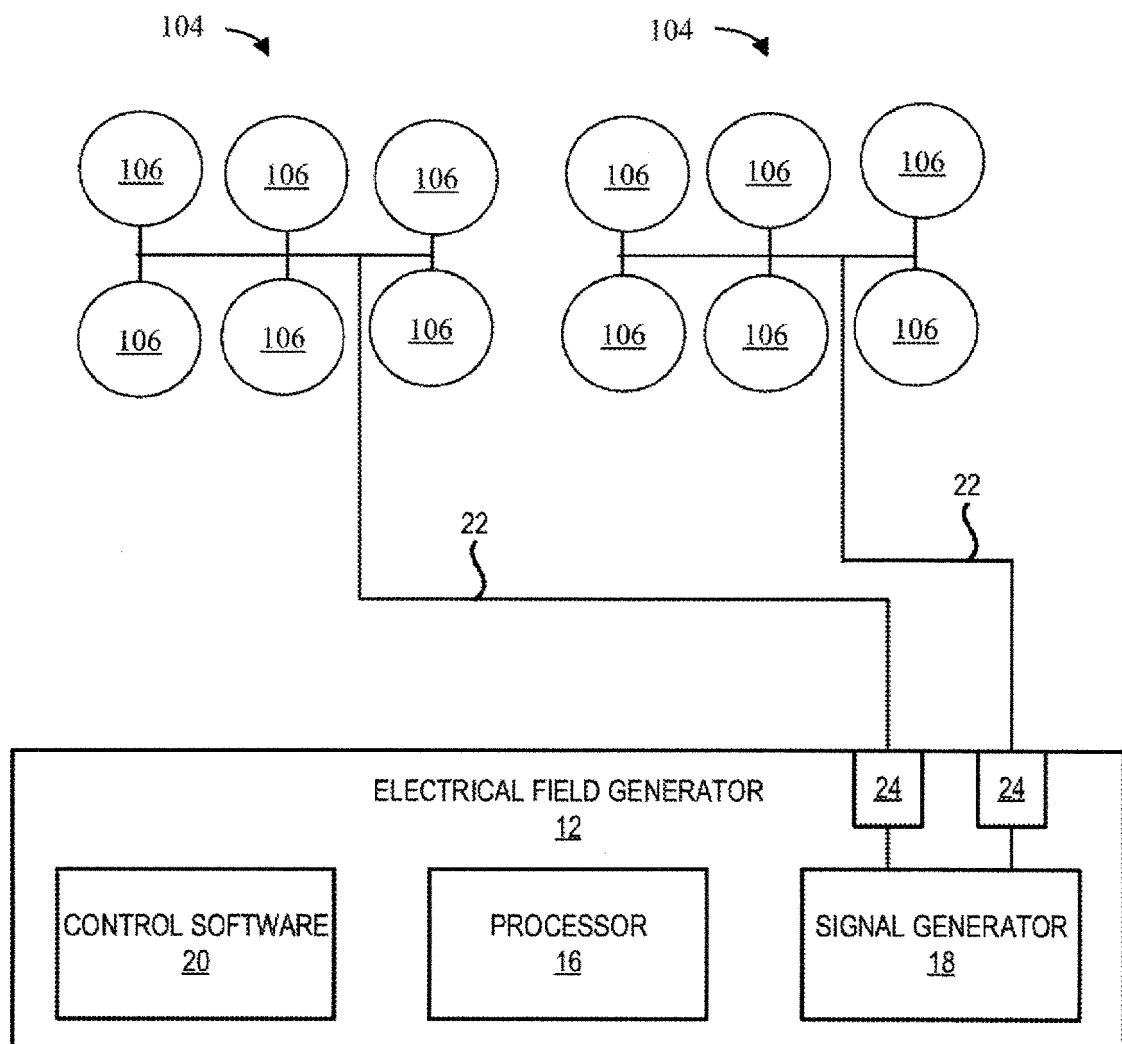 104 104
106 106 106 106 106 106
106 106 106 106 106 106
22
22
24 24
ELECTRICAL FIELD GENERATOR
12
CONTROL SOFTWARE
20
PROCESSOR
16
SIGNAL GENERATOR
18